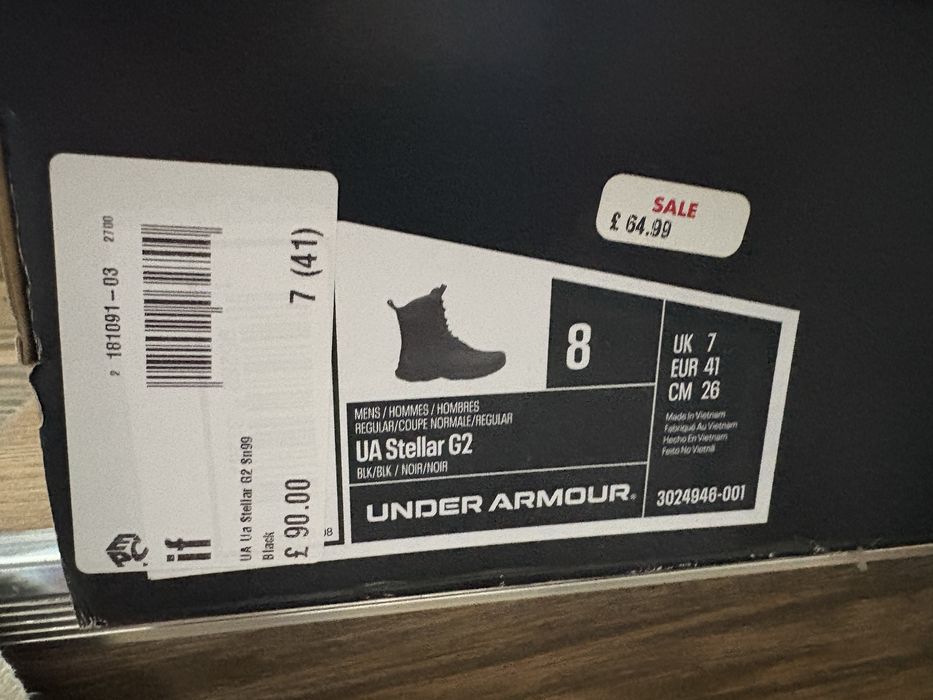 SALE
£ 64.99
2 181091-03 2700
7 (41)
UA Ua Stellar G2 Sn99
Black
£ 90.00
if
8
UK 7
EUR 41
CM 26
Made In Vietnam
Fabriqué Au Vietnam
Hecho En Vietnam
Feito No Vietnã
MENS / HOMMES / HOMBRES
REGULAR/COUPE NORMALE/REGULAR
UA Stellar G2
BLK/BLK / NOIR/NOIR
UNDER ARMOUR®
3024946-001